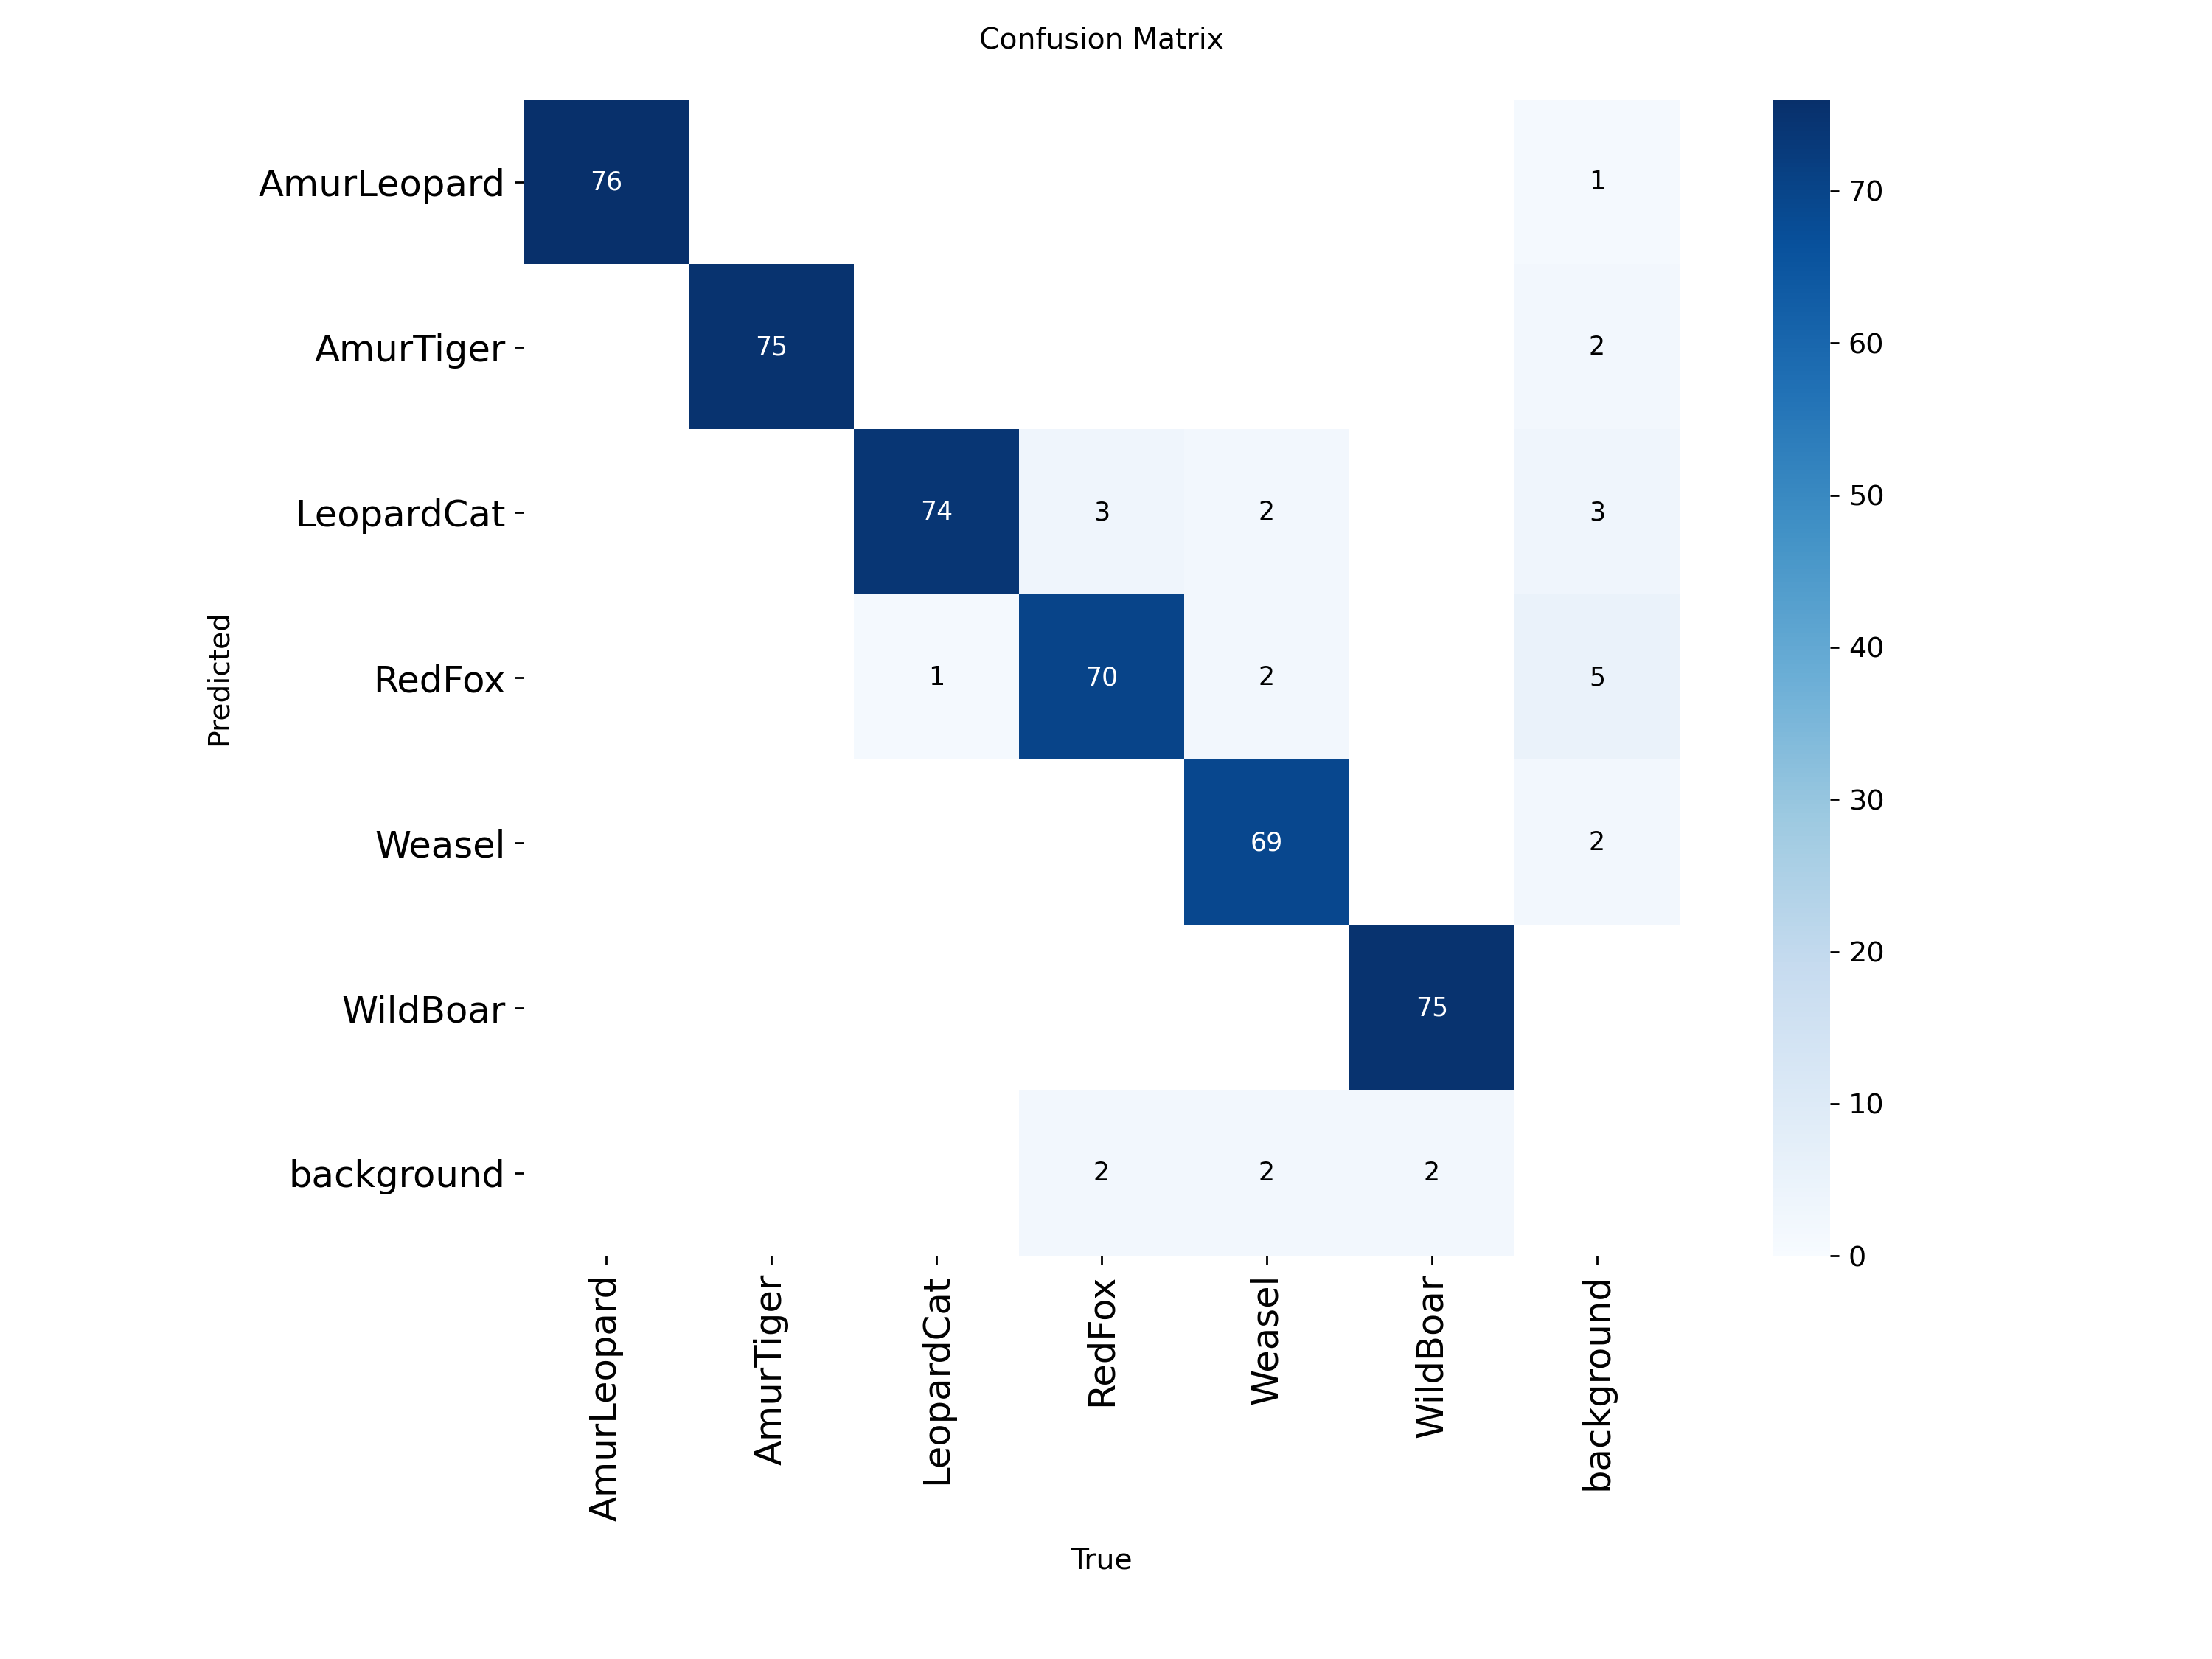 Confusion Matrix
AmurLeopard
76
1
AmurTiger
75
2
LeopardCat
74
3
2
3
RedFox
1
70
2
5
Weasel
69
2
WildBoar
75
background
2
2
2
Predicted
AmurLeopard
AmurTiger
LeopardCat
RedFox
Weasel
WildBoar
background
True
70
60
50
40
30
20
10
0